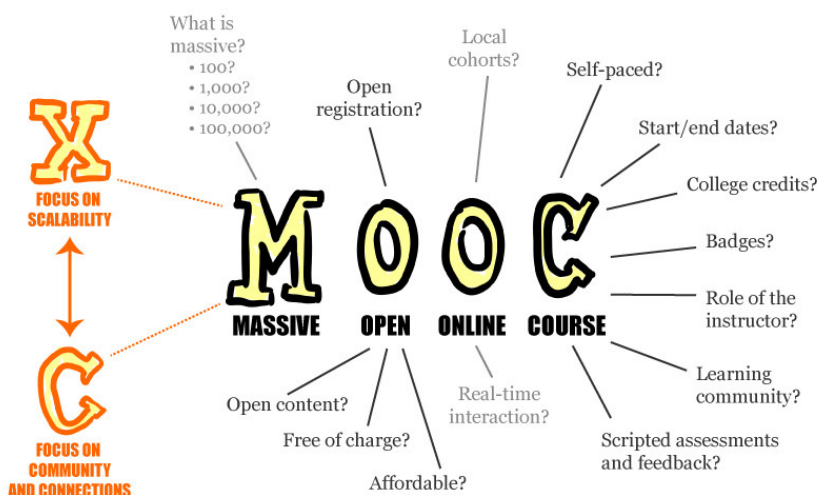 What is
massive?
• 100?
• 1,000?
• 10,000?
• 100,000?
Local
cohorts?
Self-paced?
Open
registration?
Start/end dates?
College credits?
Badges?
Role of the
instructor?
Learning
community?
Scripted assessments
and feedback?
X
FOCUS ON
SCALABILITY
MOOC
MASSIVE OPEN ONLINE COURSE
C
FOCUS ON
COMMUNITY
AND CONNECTIONS
Open content?
Free of charge?
Affordable?
Real-time
interaction?